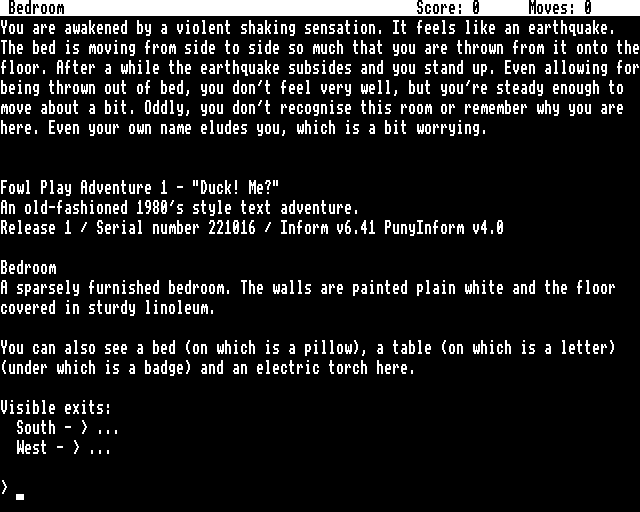 Bedroom Score: 0 Moves: 0
You are awakened by a violent shaking sensation. It feels like an earthquake.
The bed is moving from side to side so much that you are thrown from it onto the
floor. After a while the earthquake subsides and you stand up. Even allowing for
being thrown out of bed, you don't feel very well, but you're steady enough to
move about a bit. Oddly, you don't recognise this room or remember why you are
here. Even your own name eludes you, which is a bit worrying.
Fowl Play Adventure 1 - "Duck! Me?"
An old-fashioned 1980's style text adventure.
Release 1 / Serial number 221016 / Inform v6.41 PunyInform v4.0
Bedroom
A sparsely furnished bedroom. The walls are painted plain white and the floor
covered in sturdy linoleum.
You can also see a bed (on which is a pillow), a table (on which is a letter)
(under which is a badge) and an electric torch here.
Visible exits:
South - > ...
West - > ...
>